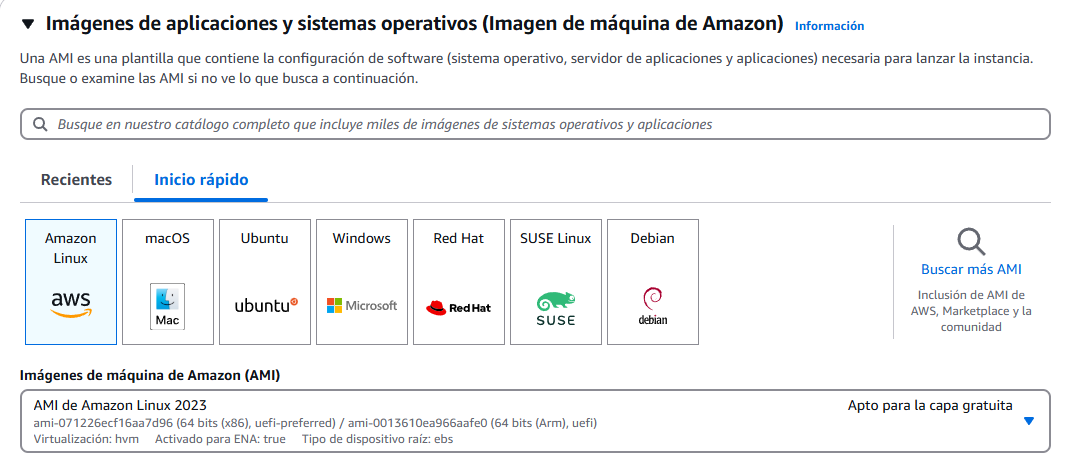 Imágenes de aplicaciones y sistemas operativos (Imagen de máquina de Amazon) Información
Una AMI es una plantilla que contiene la configuración de software (sistema operativo, servidor de aplicaciones y aplicaciones) necesaria para lanzar la instancia.
Busque o examine las AMI si no ve lo que busca a continuación.
Busque en nuestro catálogo completo que incluye miles de imágenes de sistemas operativos y aplicaciones
Recientes Inicio rápido
Amazon Linux
aws
macOS
Mac
Ubuntu
ubuntu
Windows
Microsoft
Red Hat
Red Hat
SUSE Linux
SUSE
Debian
debian
Buscar más AMI
Inclusión de AMI de
AWS, Marketplace y la
comunidad
Imágenes de máquina de Amazon (AMI)
AMI de Amazon Linux 2023 Apto para la capa gratuita
ami-071226ecf16aa7d96 (64 bits (x86), uefi-preferred) / ami-0013610ea966aafe0 (64 bits (Arm), uefi)
Virtualización: hvm Activado para ENA: true Tipo de dispositivo raíz: ebs